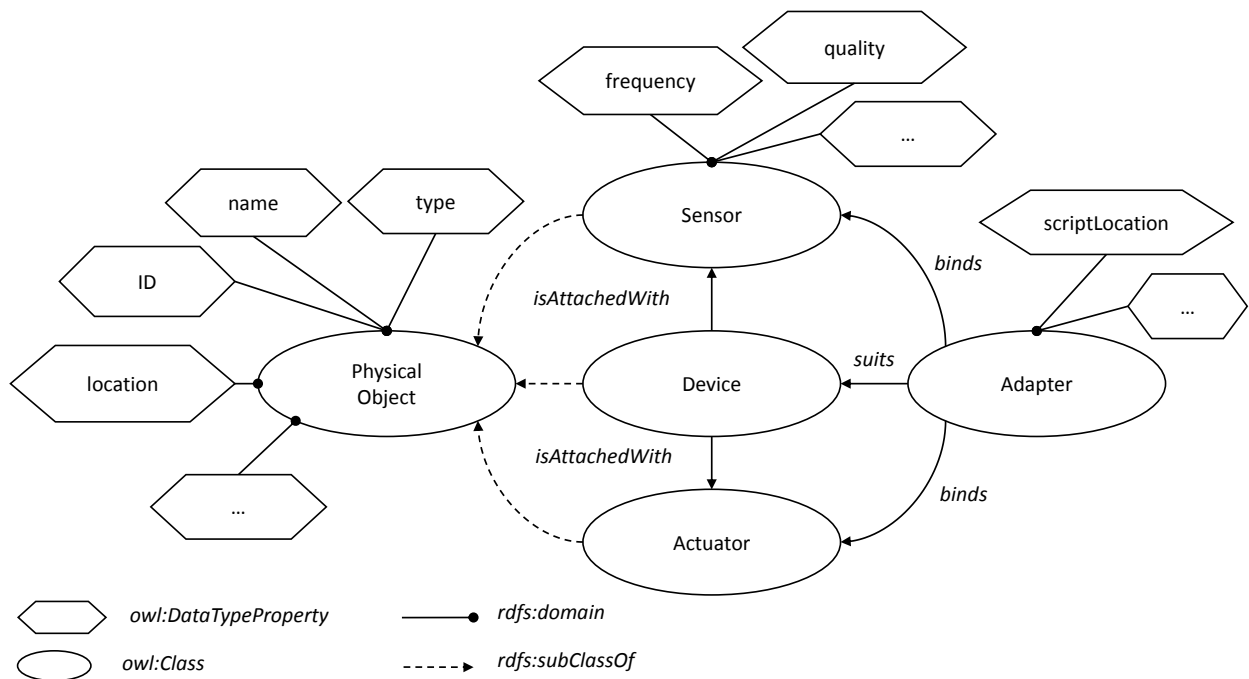 quality
frequency
...
name
type
Sensor
scriptLocation
ID
binds
isAttachedWith
...
location
Physical
Object
Device
suits
Adapter
isAttachedWith
...
binds
Actuator
owl:DataTypeProperty
rdfs:domain
owl:Class
rdfs:subClassOf